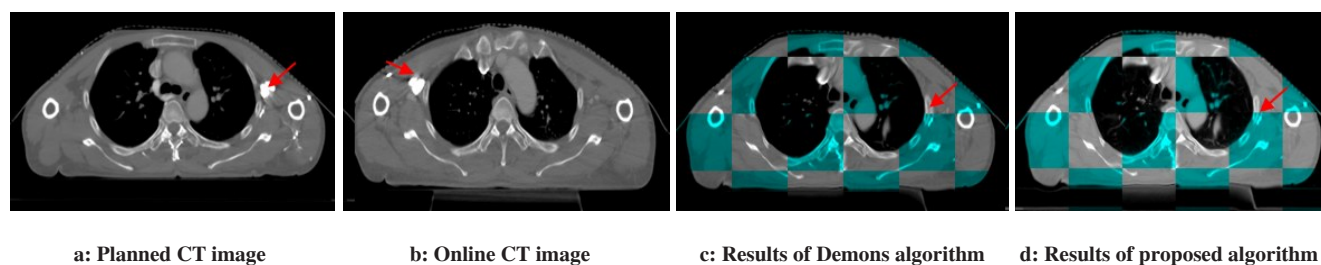 a: Planned CT image
b: Online CT image
c: Results of Demons algorithm
d: Results of proposed algorithm